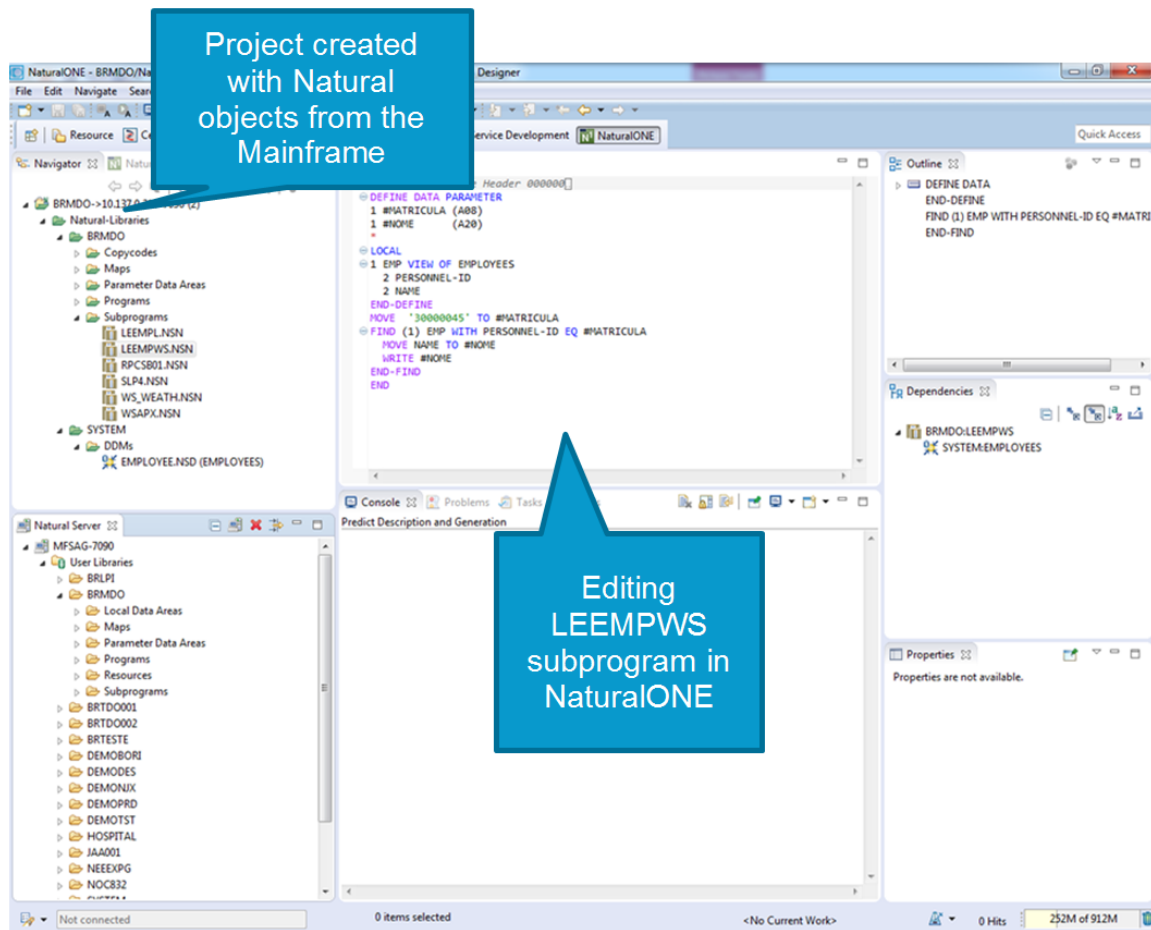 Project created
with Natural
objects from the
Mainframe
NaturalONE - BRMDO/Na
Designer
File Edit Navigate Sear
Resource
ervice Development NaturalONE
Quick Access
Navigator
Natu
BRMDO->10.137.0.
(2)
Natural-Libraries
BRMDO
Copycodes
Maps
Parameter Data Areas
Programs
Subprograms
LEEMPL.NSN
LEEMPWS.NSN
RPCSB01.NSN
SLP4.NSN
WS_WEATH.NSN
WSAPX.NSN
SYSTEM
DDMs
EMPLOYEE.NSD (EMPLOYEES)
Header 000000
DEFINE DATA PARAMETER
1 #MATRICULA (A08)
1 #NOME (A20)
*
LOCAL
1 EMP VIEW OF EMPLOYEES
2 PERSONNEL-ID
2 NAME
END-DEFINE
MOVE '30000045' TO #MATRICULA
FIND (1) EMP WITH PERSONNEL-ID EQ #MATRICULA
MOVE NAME TO #NOME
WRITE #NOME
END-FIND
END
Outline
DEFINE DATA
END-DEFINE
FIND (1) EMP WITH PERSONNEL-ID EQ #MATRI
END-FIND
Dependencies
BRMDO:LEEMPWS
SYSTEM:EMPLOYEES
Natural Server
MFSAG-7090
User Libraries
BRLPI
BRMDO
Local Data Areas
Maps
Parameter Data Areas
Programs
Resources
Subprograms
BRTDO001
BRTDO002
BRTESTE
DEMOBORI
DEMODES
DEMONJX
DEMOPRD
DEMOTST
HOSPITAL
JAA001
NEEEXPG
NOC832
Console Problems Tasks
Predict Description and Generation
Editing
LEEMPWS
subprogram in
NaturalONE
Properties
Properties are not available.
Not connected
0 items selected
<No Current Work>
0 Hits
252M of 912M